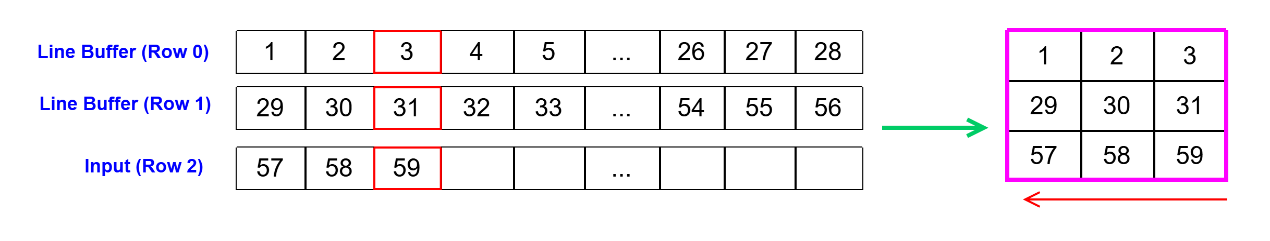 Line Buffer (Row 0) 1 2 3 4 5 ... 26 27 28
Line Buffer (Row 1) 29 30 31 32 33 ... 54 55 56
Input (Row 2) 57 58 59 ...
1 2 3
29 30 31
57 58 59